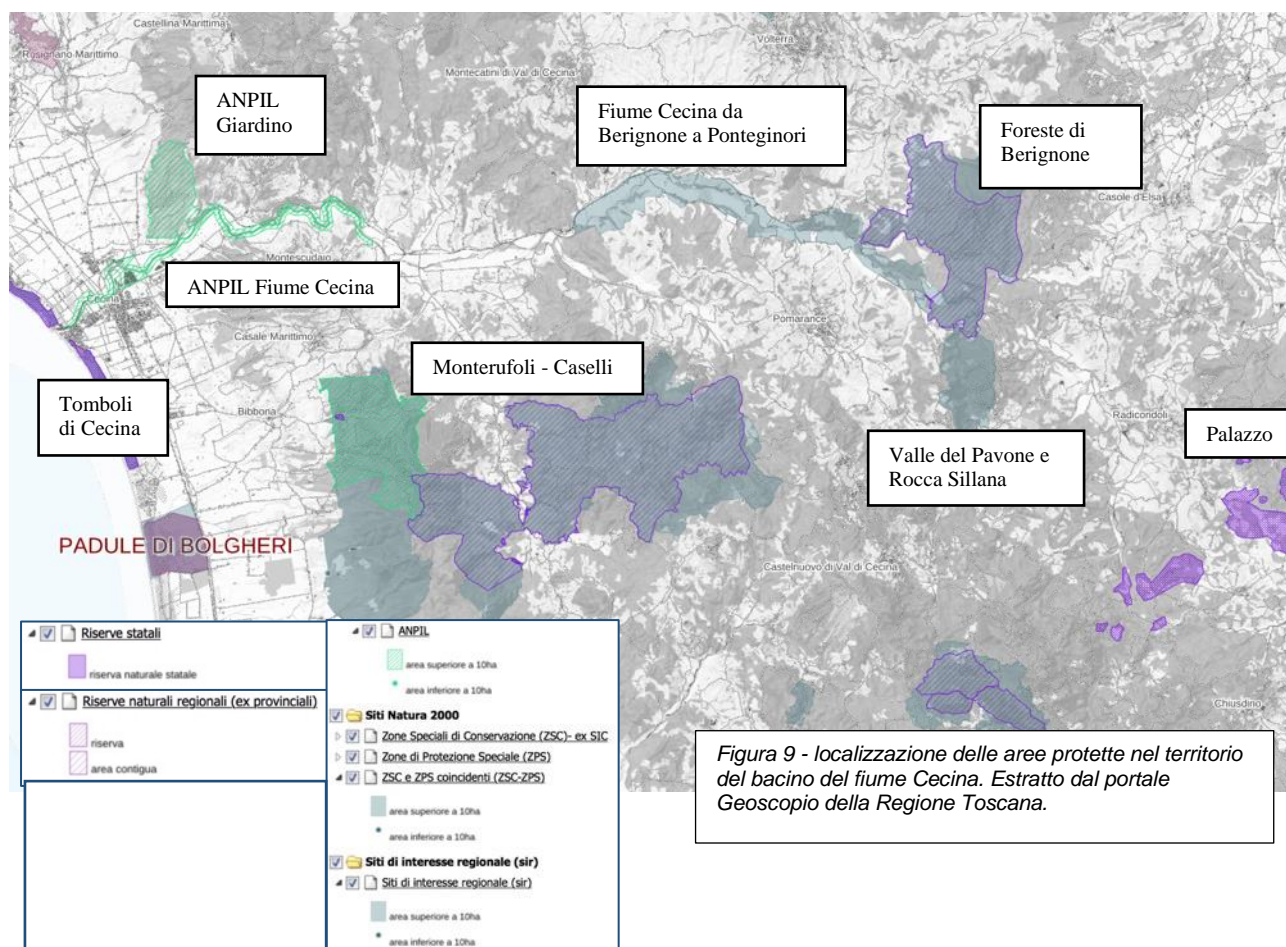 Castellina Marittima
Rosignano Marittimo
Volterra
Montecatini di Val di Cecina
ANPIL
Giardino
Fiume Cecina da
Berignone a Ponteginori
Foreste di
Berignone
Casole d'Elsa
Montescudaio
ANPIL Fiume Cecina
Cecina
Pomarance
Casale Marittimo
Monterufoli - Caselli
Tomboli
di Cecina
Bibbona
Radicondoli
Palazzo
Valle del Pavone e
Rocca Sillana
PADULE DI BOLGHERI
Castelnuovo di Val di Cecina
Chiusdino
Riserve statali
riserva naturale statale
Riserve naturali regionali (ex provinciali)
riserva
area contigua
ANPIL
area superiore a 10ha
area inferiore a 10ha
Siti Natura 2000
Zone Speciali di Conservazione (ZSC)- ex SIC
Zone di Protezione Speciale (ZPS)
ZSC e ZPS coincidenti (ZSC-ZPS)
area superiore a 10ha
area inferiore a 10ha
Siti di interesse regionale (sir)
Siti di interesse regionale (sir)
area superiore a 10ha
area inferiore a 10ha
Figura 9 - localizzazione delle aree protette nel territorio
del bacino del fiume Cecina. Estratto dal portale
Geoscopio della Regione Toscana.